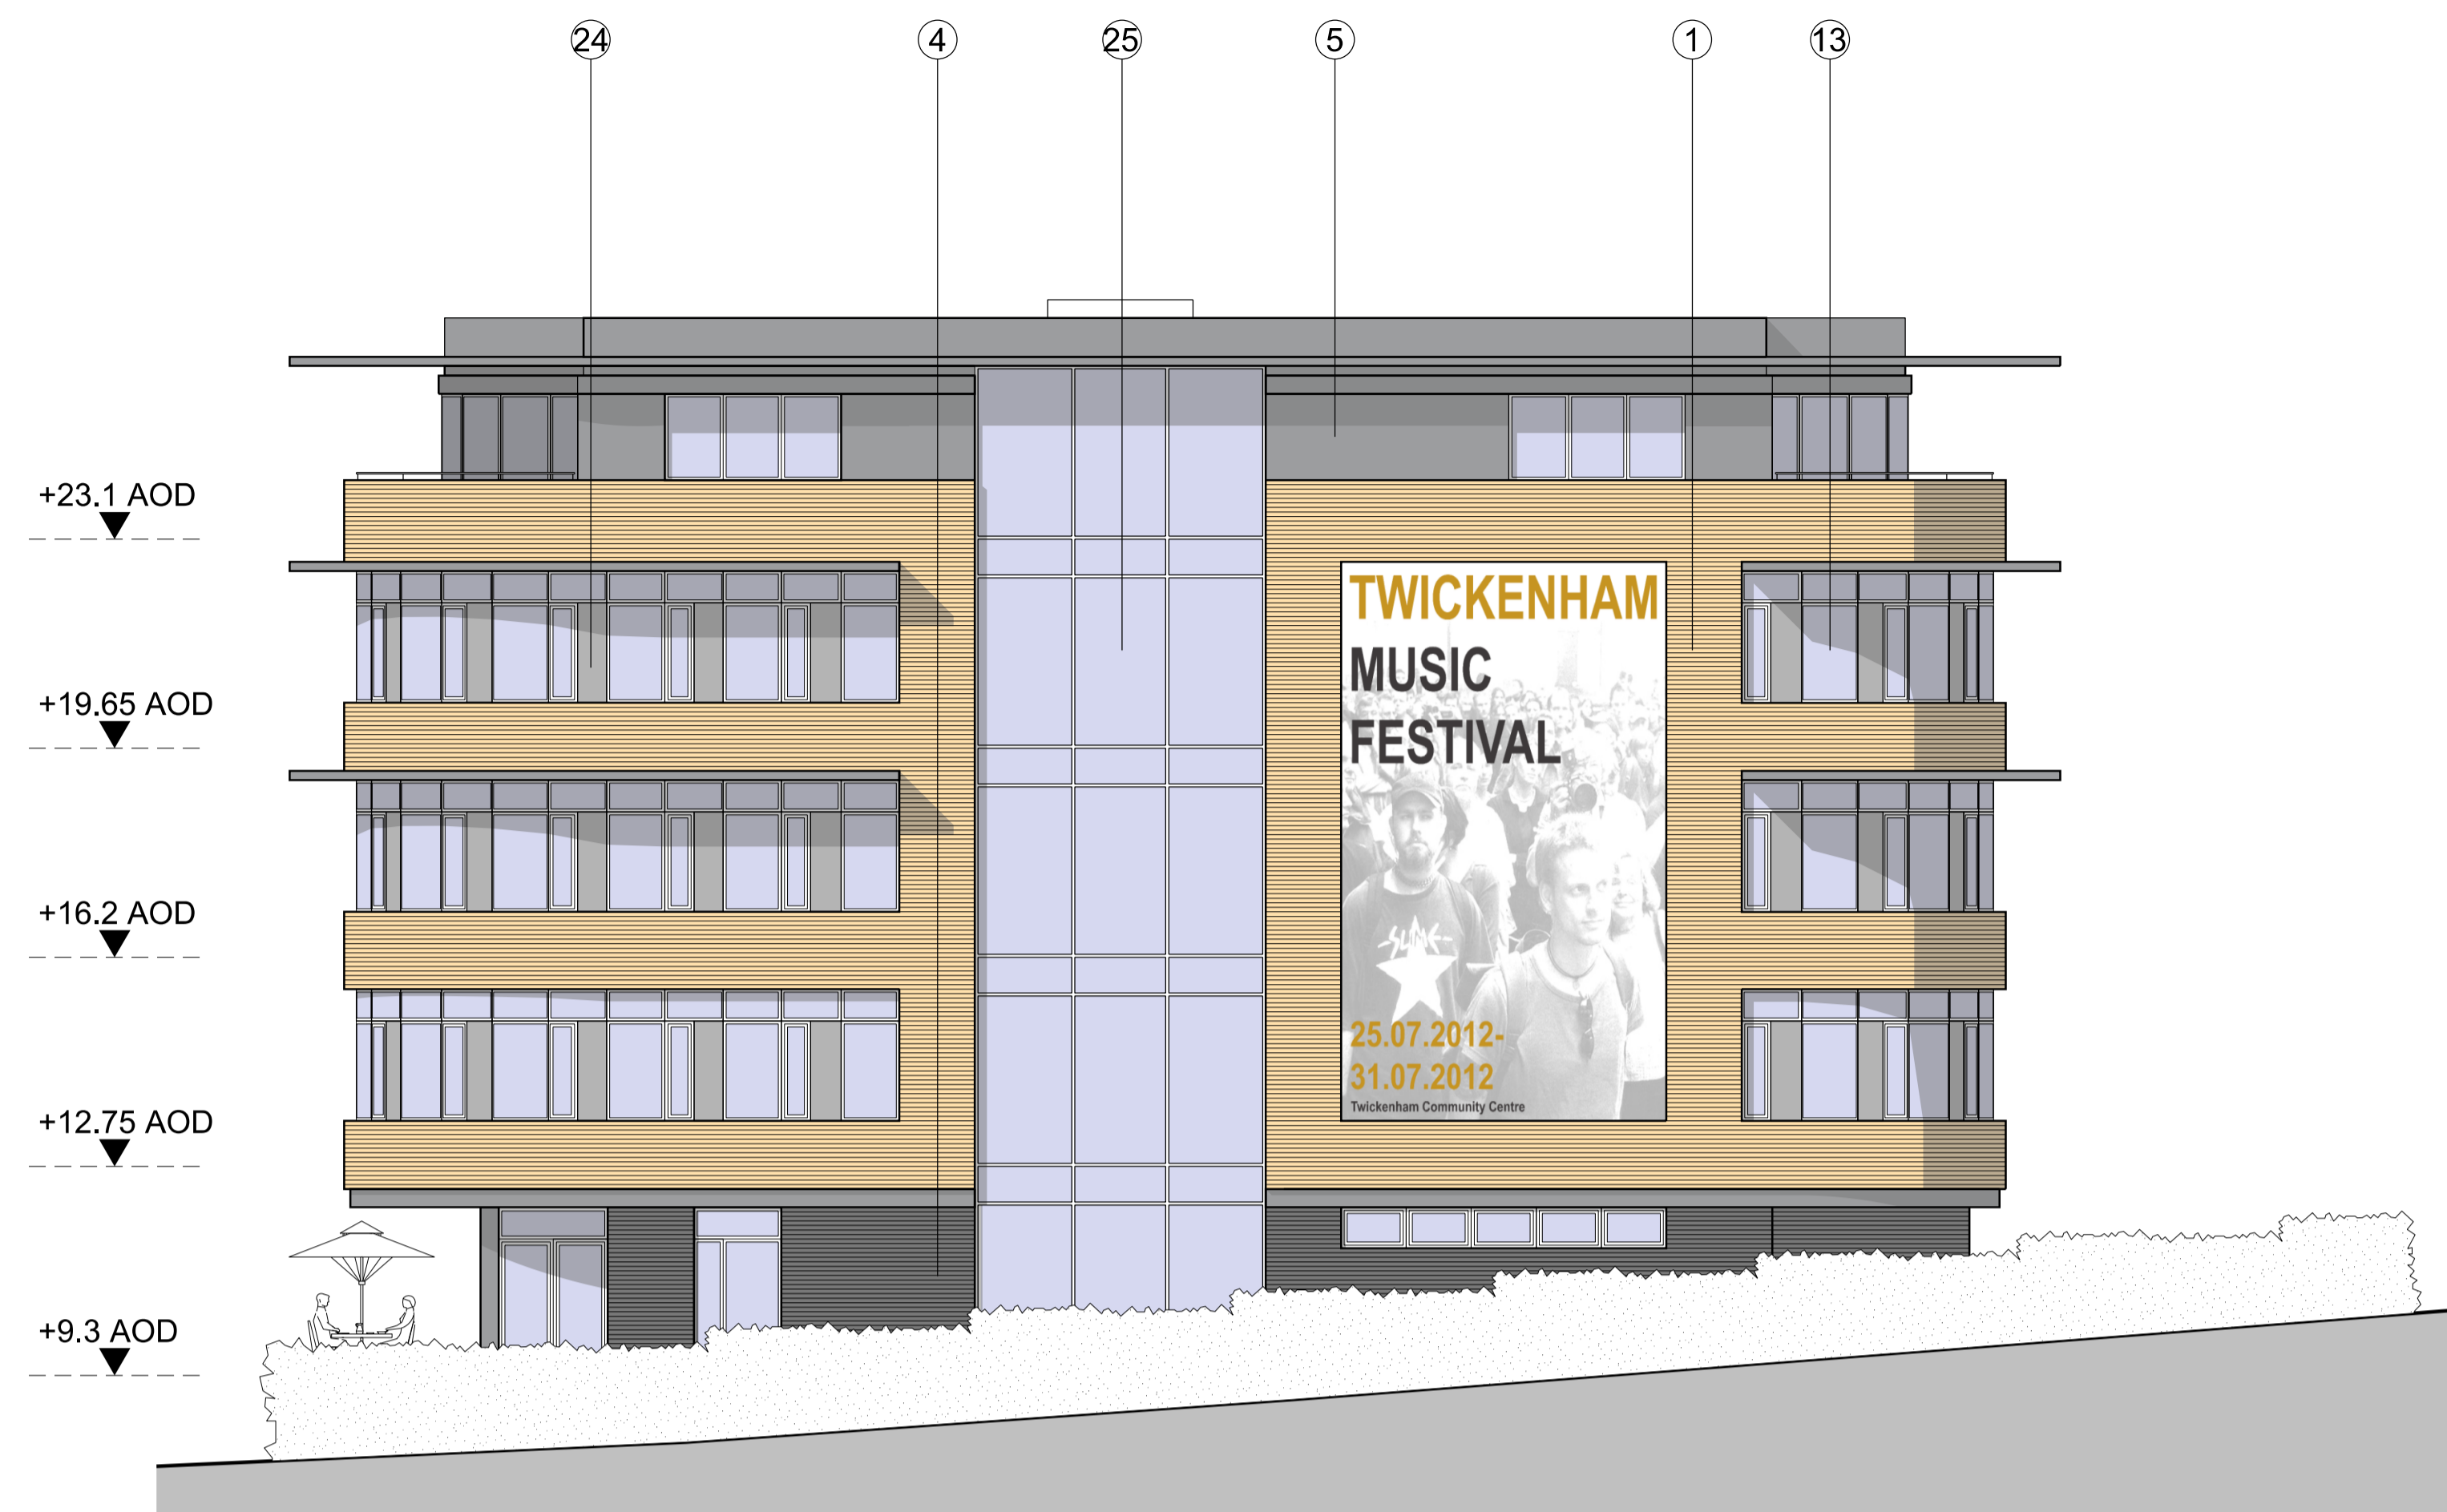 24 4 25 5 1 13
+23.1 AOD
+19.65 AOD
+16.2 AOD
+12.75 AOD
+9.3 AOD
TWICKENHAM
MUSIC
FESTIVAL
SLIME
25.07.2012-
31.07.2012
Twickenham Community Centre